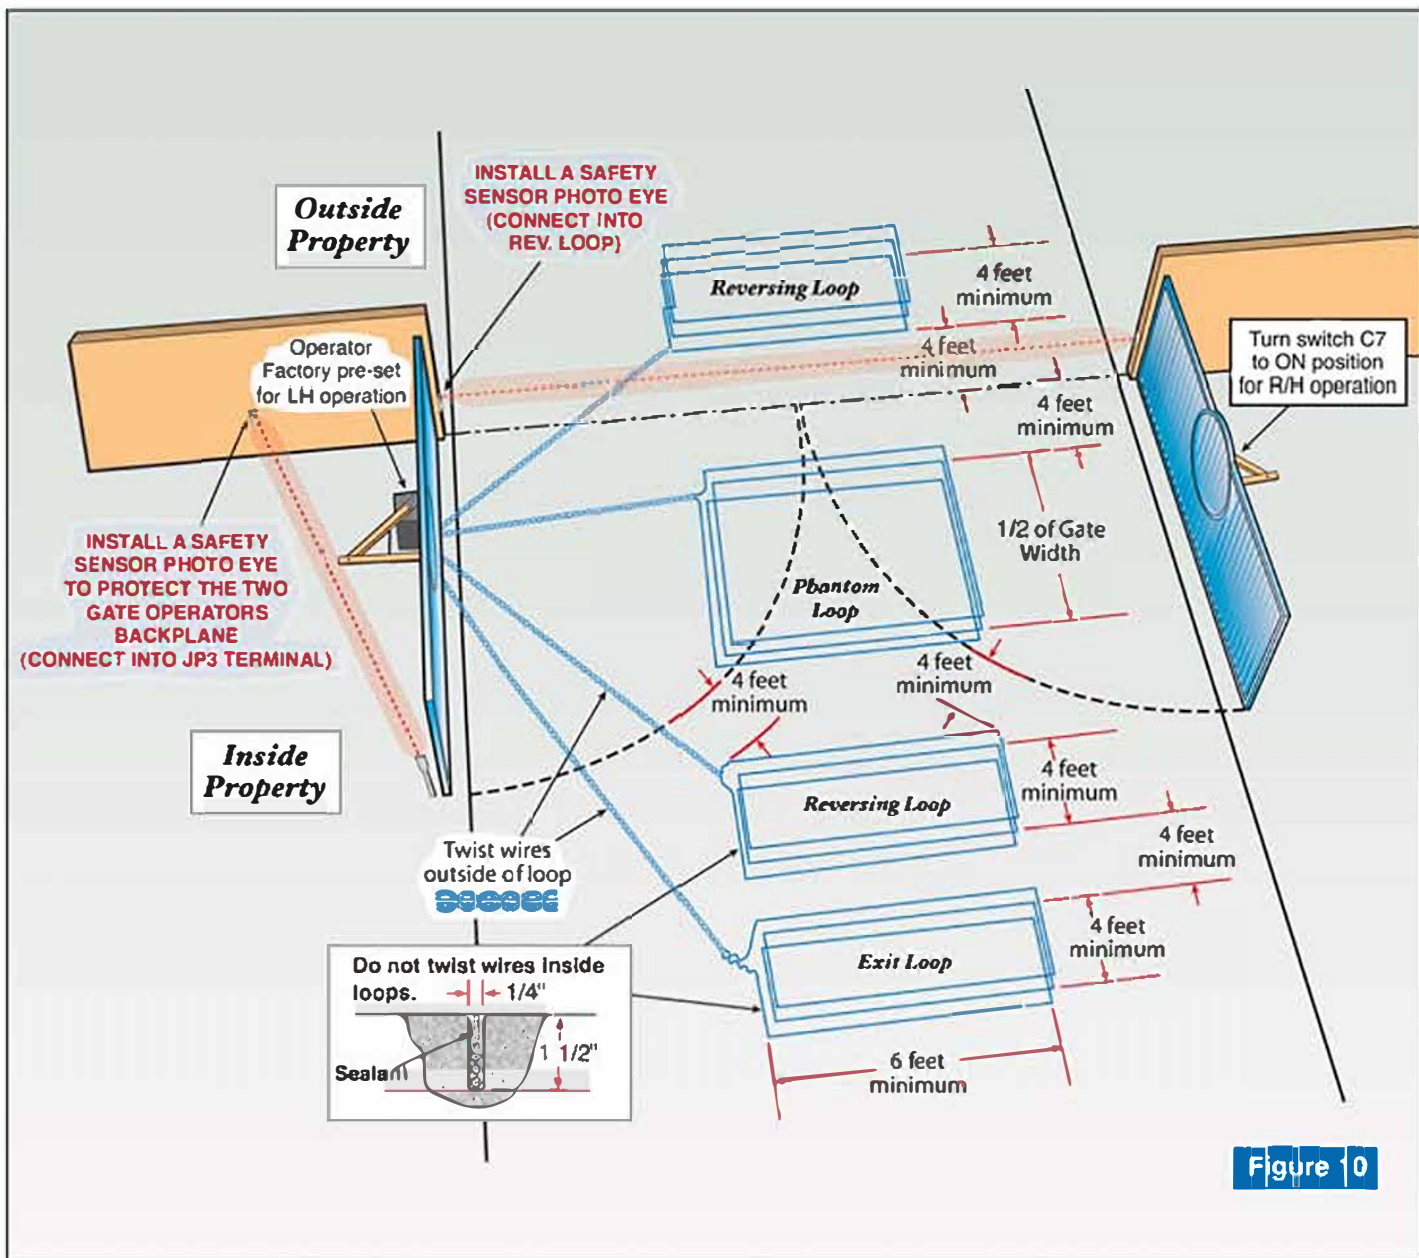 INSTALL A SAFETY
SENSOR PHOTO EYE
(CONNECT INTO
REV. LOOP)
Outside
Property
Reversing Loop
4 feet
minimum
Operator
Factory pre-set
for LH operation
4 feet
minimum
Turn switch C7
to ON position
for R/H operation
4 feet
minimum
1/2 of Gate
Width
INSTALL A SAFETY
SENSOR PHOTO EYE
TO PROTECT THE TWO
GATE OPERATORS
BACKPLANE
(CONNECT INTO JP3 TERMINAL)
Phantom
Loop
4 feet
minimum
4 feet
minimum
Inside
Property
Reversing Loop
4 feet
minimum
4 feet
minimum
Twist wires
outside of loop
Exit Loop
4 feet
minimum
Do not twist wires inside
loops.
1/4"
1 1/2"
Sealant
6 feet
minimum
Figure 10